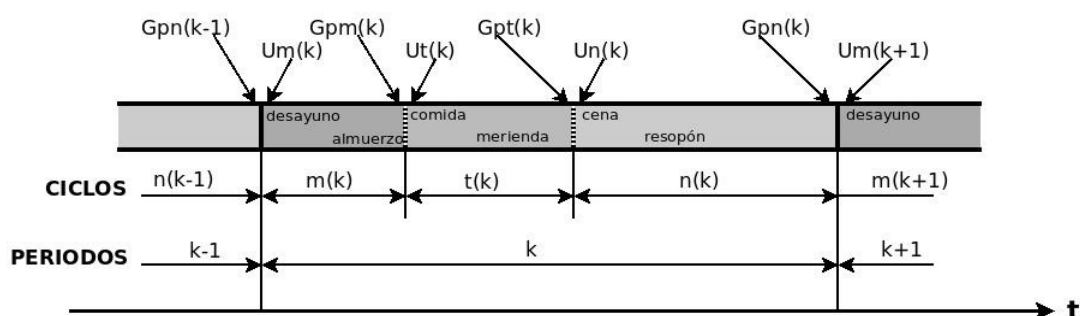 Gpn(k-1) Gpm(k) Gpt(k) Gpn(k)
Um(k) Ut(k) Un(k) Um(k+1)
desayuno comida cena desayuno
almuerzo merienda resopón
CICLOS n(k-1) m(k) t(k) n(k) m(k+1)
PERIODOS k-1 k k+1
t